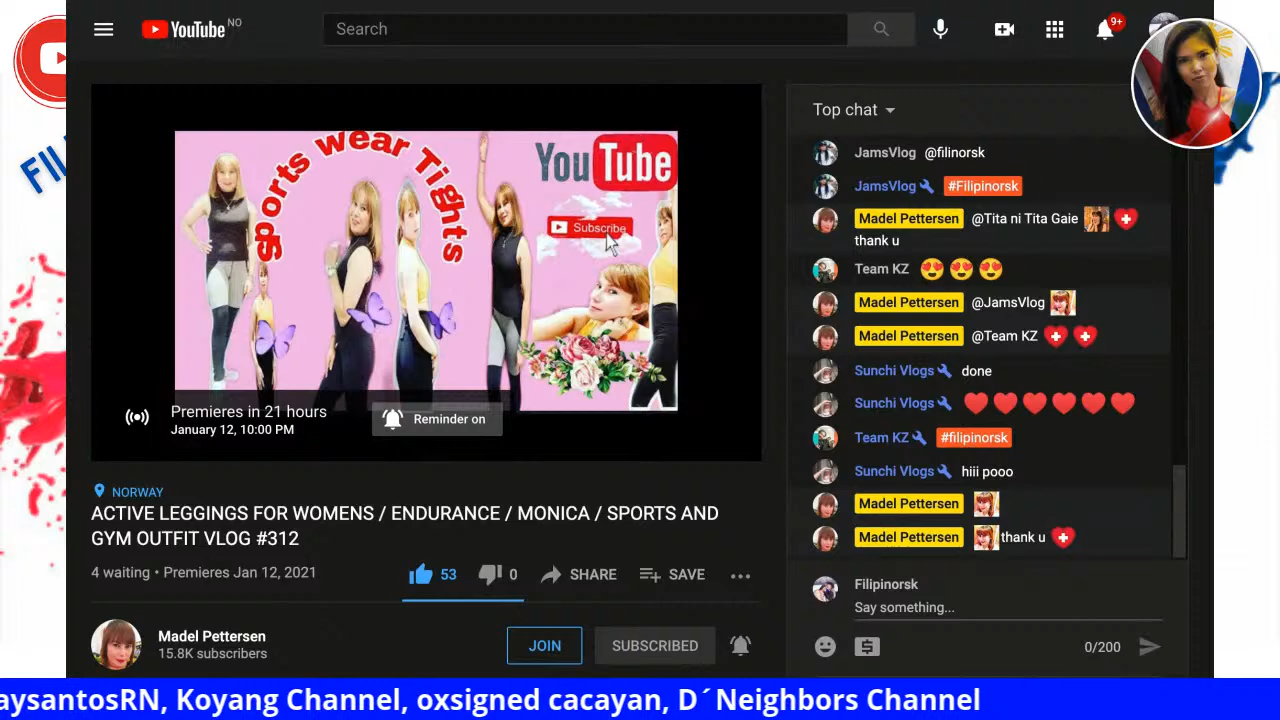 YouTube NO
Search
9+
FIL
sports wear Tights
YouTube
Subscribe
Premieres in 21 hours
January 12, 10:00 PM
Reminder on
NORWAY
ACTIVE LEGGINGS FOR WOMENS / ENDURANCE / MONICA / SPORTS AND
GYM OUTFIT VLOG #312
4 waiting • Premieres Jan 12, 2021
53
0
SHARE
SAVE
Madel Pettersen
15.8K subscribers
JOIN
SUBSCRIBED
Top chat
JamsVlog @filinorsk
JamsVlog #Filipinorsk
Madel Pettersen @Tita ni Tita Gaie
thank u
Team KZ 😍😍😍
Madel Pettersen @JamsVlog
Madel Pettersen @Team KZ
Sunchi Vlogs done
Sunchi Vlogs ♥♥♥♥♥♥
Team KZ #filipinorsk
Sunchi Vlogs hiii pooo
Madel Pettersen
Madel Pettersen thank u
Filipinorsk
Say something...
0/200
aysantosRN, Koyang Channel, oxsigned cacayan, D´Neighbors Channel